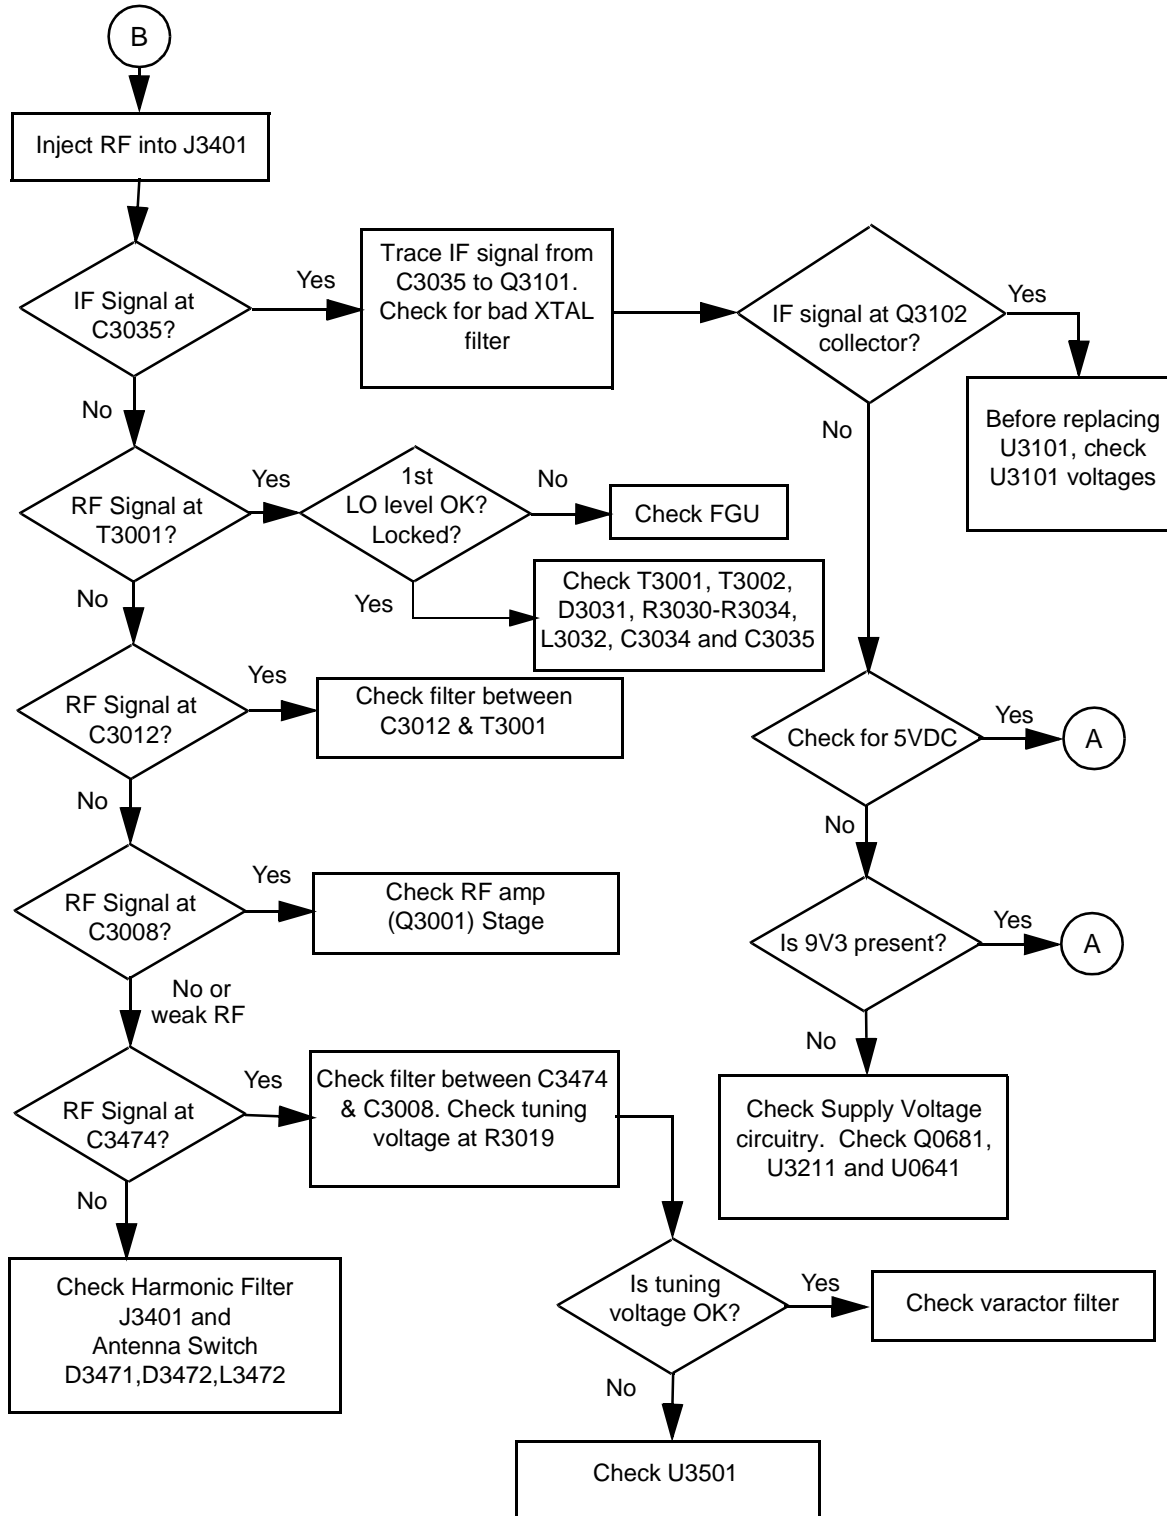 B
Inject RF into J3401
IF Signal at
C3035?
Yes
Trace IF signal from
C3035 to Q3101.
Check for bad XTAL
filter
IF signal at Q3102
collector?
Yes
Before replacing
U3101, check
U3101 voltages
No
No
RF Signal at
T3001?
Yes
1st
LO level OK?
Locked?
No
Check FGU
Yes
Check T3001, T3002,
D3031, R3030-R3034,
L3032, C3034 and C3035
No
RF Signal at
C3012?
Yes
Check filter between
C3012 & T3001
Check for 5VDC
Yes
A
No
No
RF Signal at
C3008?
Yes
Check RF amp
(Q3001) Stage
Is 9V3 present?
Yes
A
No or
weak RF
No
RF Signal at
C3474?
Yes
Check filter between C3474
& C3008. Check tuning
voltage at R3019
Check Supply Voltage
circuitry. Check Q0681,
U3211 and U0641
No
Check Harmonic Filter
J3401 and
Antenna Switch
D3471,D3472,L3472
Is tuning
voltage OK?
Yes
Check varactor filter
No
Check U3501